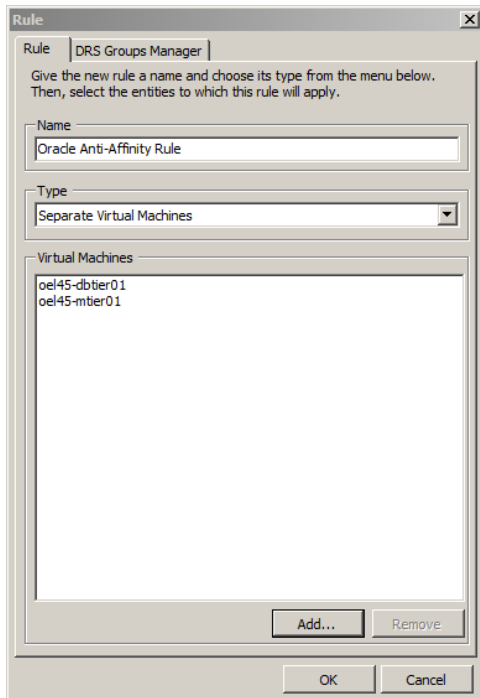 Rule
Rule
DRS Groups Manager
Give the new rule a name and choose its type from the menu below.
Then, select the entities to which this rule will apply.
Name
Oracle Anti-Affinity Rule
Type
Separate Virtual Machines
Virtual Machines
oel45-dbtier01
oel45-mtier01
Add...
Remove
OK
Cancel